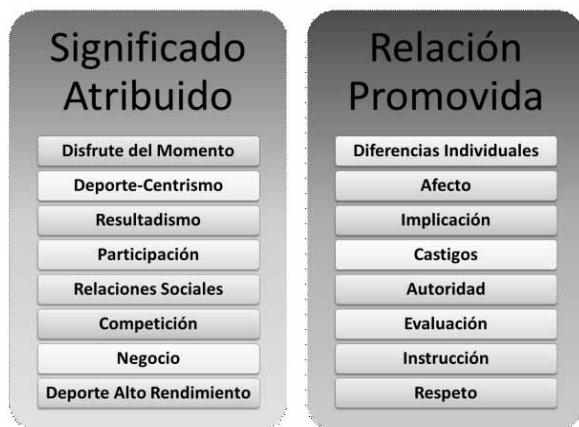 Significado
Atribuido
Disfrute del Momento
Deporte-Centrismo
Resultadismo
Participación
Relaciones Sociales
Competición
Negocio
Deporte Alto Rendimiento
Relación
Promovida
Diferencias Individuales
Afecto
Implicación
Castigos
Autoridad
Evaluación
Instrucción
Respeto